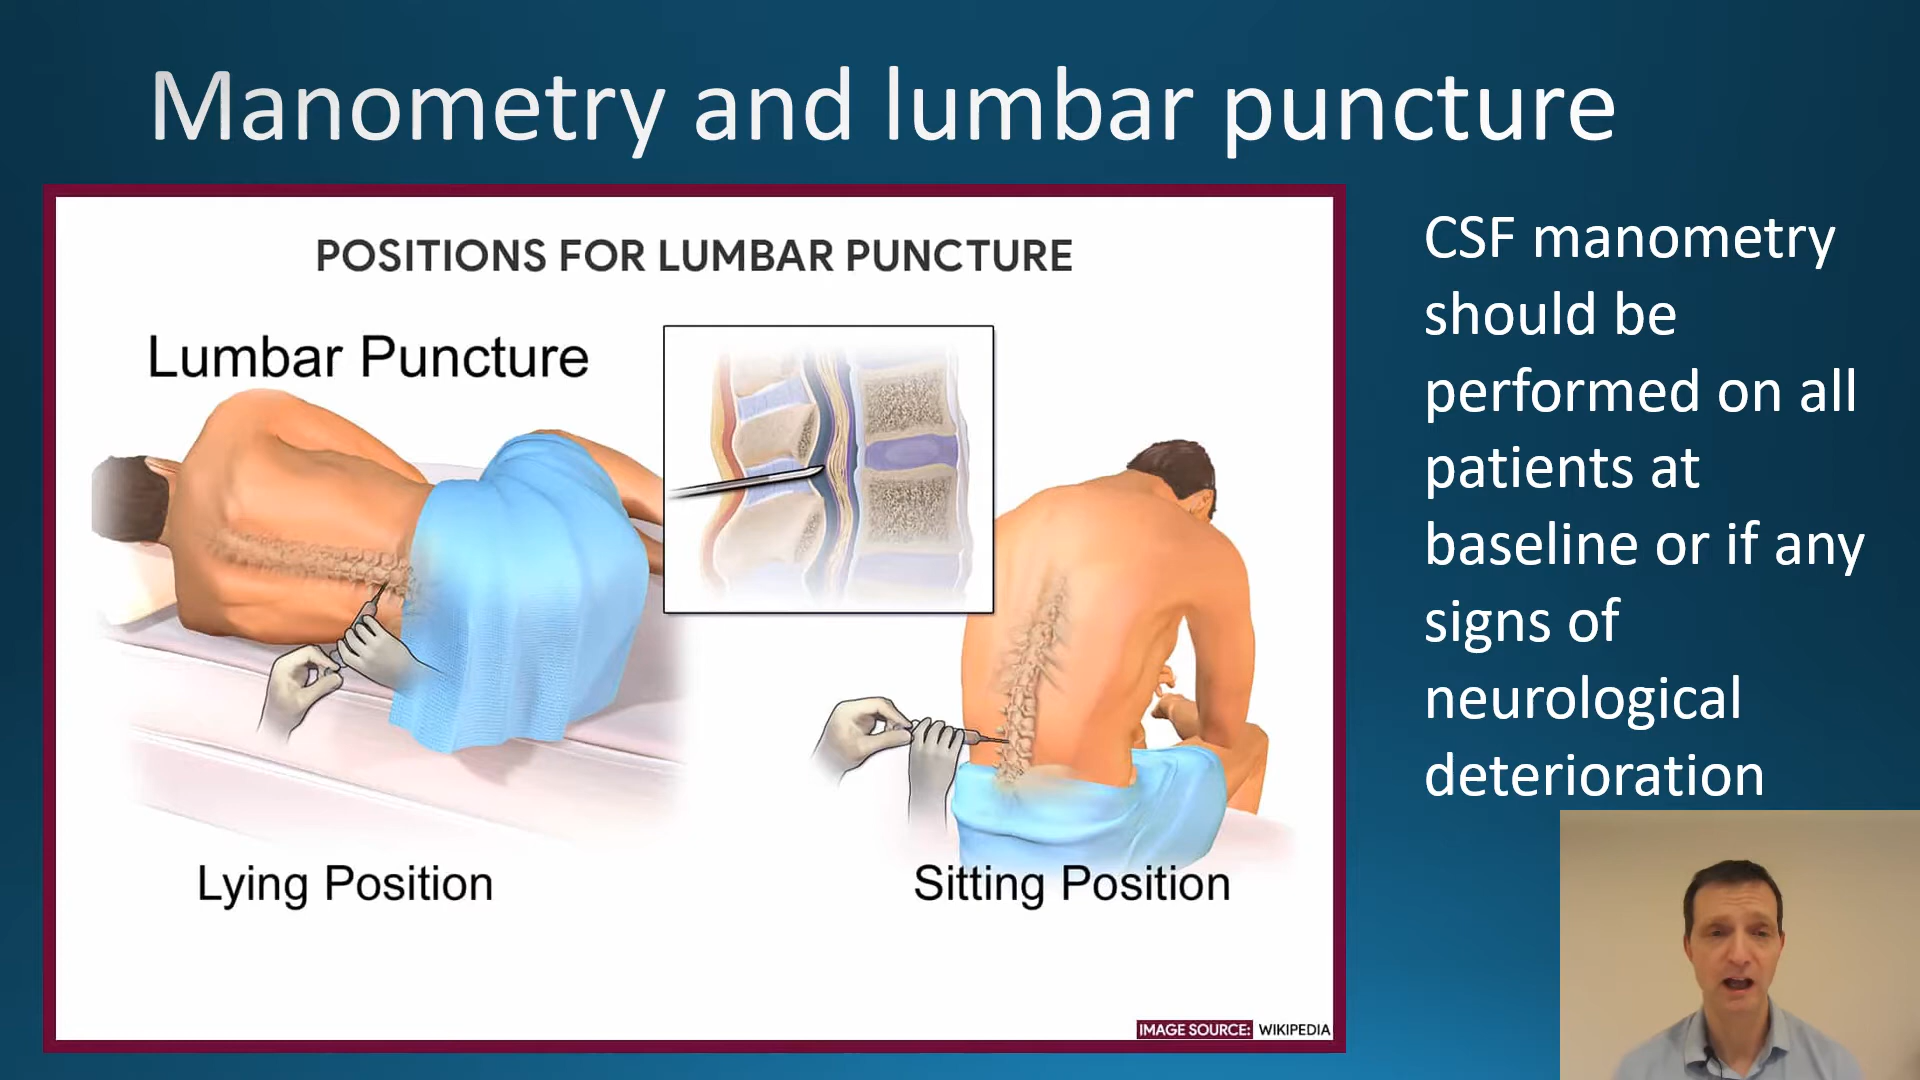 Manometry and lumbar puncture
POSITIONS FOR LUMBAR PUNCTURE
Lumbar Puncture
Lying Position
Sitting Position
IMAGE SOURCE: WIKIPEDIA
CSF manometry
should be
performed on all
patients at
baseline or if any
signs of
neurological
deterioration